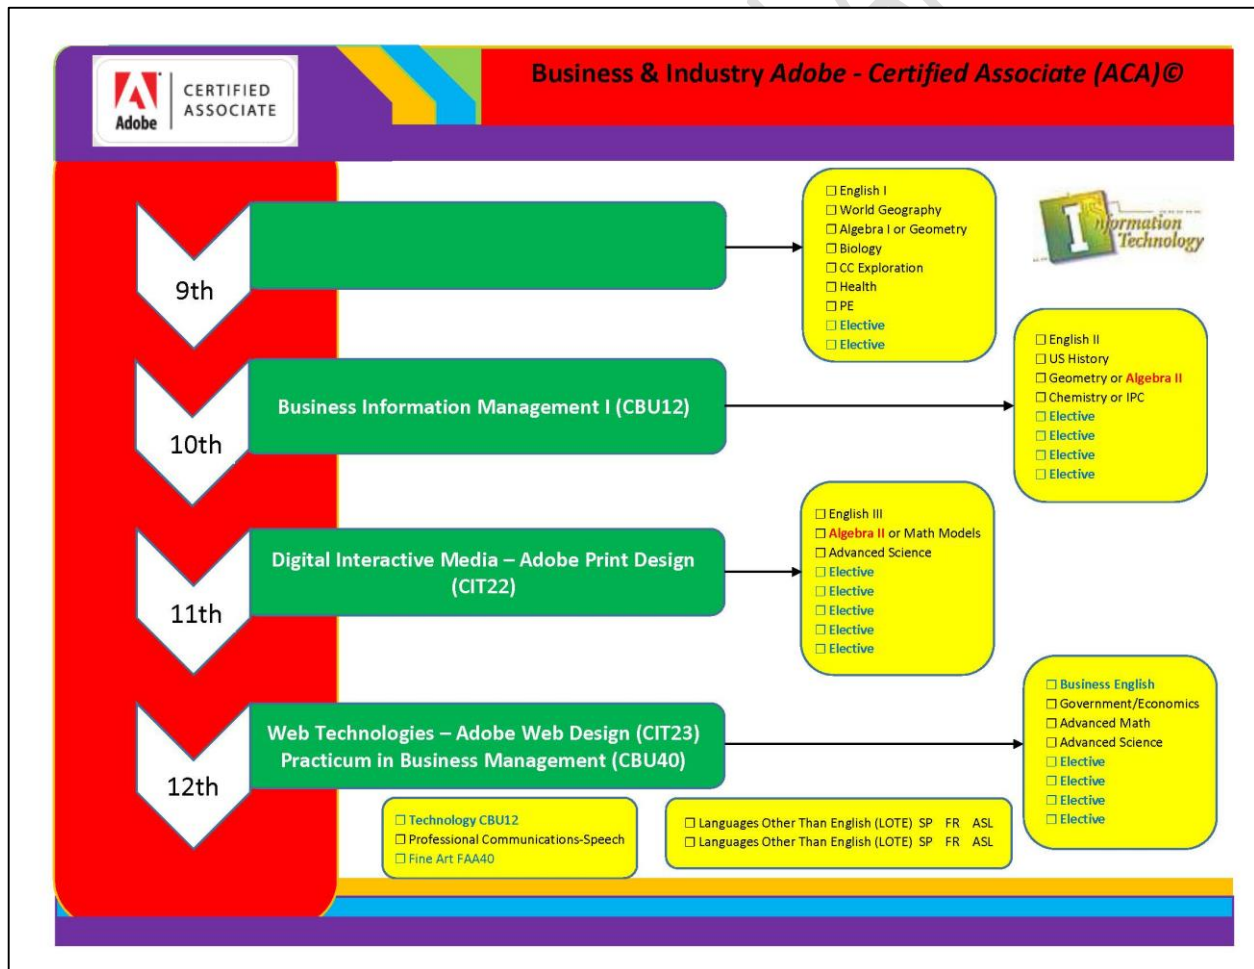 Adobe
CERTIFIED
ASSOCIATE
Business & Industry Adobe - Certified Associate (ACA)©
Information
Technology
9th
☐ English I
☐ World Geography
☐ Algebra I or Geometry
☐ Biology
☐ CC Exploration
☐ Health
☐ PE
☐ Elective
☐ Elective
10th
Business Information Management I (CBU12)
☐ English II
☐ US History
☐ Geometry or Algebra II
☐ Chemistry or IPC
☐ Elective
☐ Elective
☐ Elective
☐ Elective
11th
Digital Interactive Media – Adobe Print Design
(CIT22)
☐ English III
☐ Algebra II or Math Models
☐ Advanced Science
☐ Elective
☐ Elective
☐ Elective
☐ Elective
☐ Elective
12th
Web Technologies – Adobe Web Design (CIT23)
Practicum in Business Management (CBU40)
☐ Business English
☐ Government/Economics
☐ Advanced Math
☐ Advanced Science
☐ Elective
☐ Elective
☐ Elective
☐ Elective
☐ Technology CBU12
☐ Professional Communications-Speech
☐ Fine Art FAA40
☐ Languages Other Than English (LOTE) SP FR ASL
☐ Languages Other Than English (LOTE) SP FR ASL